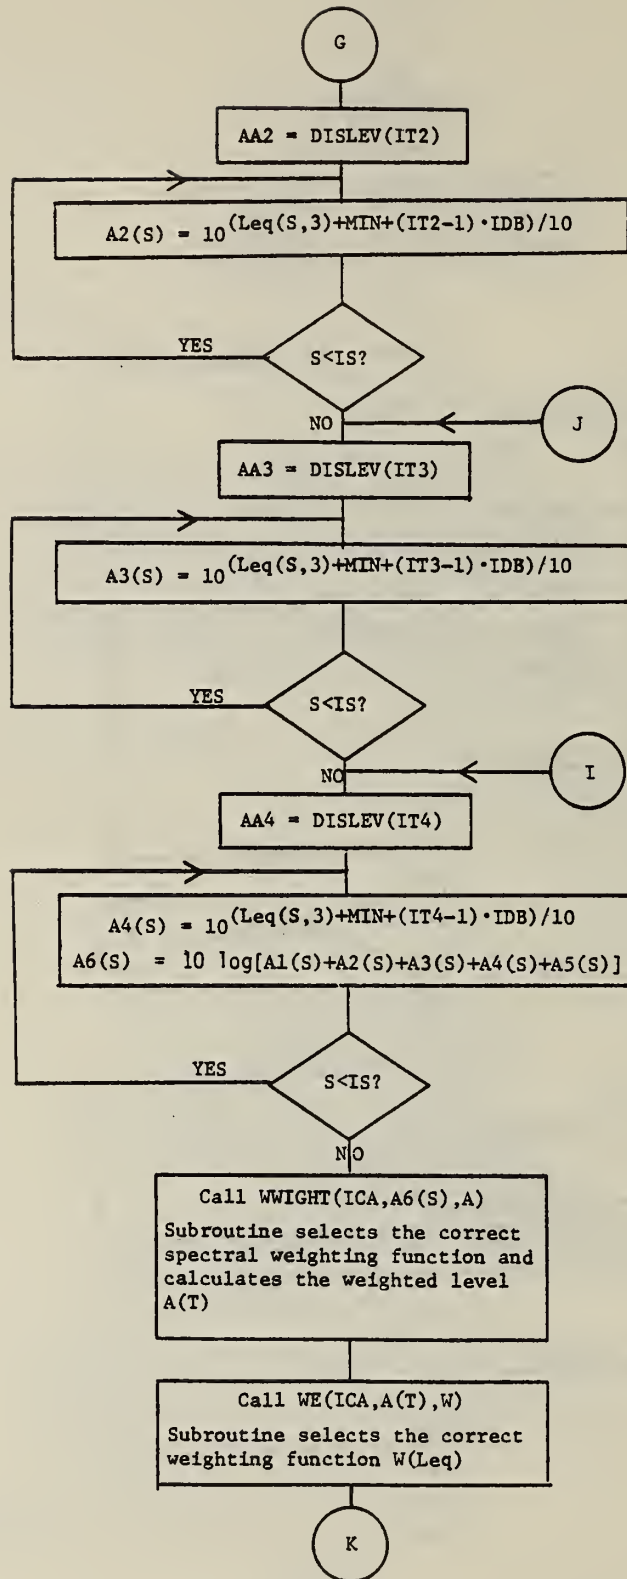 G
AA2 = DISLEV(IT2)
A2(S) = 10^(Leq(S,3)+MIN+(IT2-1)·IDB)/10
YES
S<IS?
NO
J
AA3 = DISLEV(IT3)
A3(S) = 10^(Leq(S,3)+MIN+(IT3-1)·IDB)/10
YES
S<IS?
NO
I
AA4 = DISLEV(IT4)
A4(S) = 10^(Leq(S,3)+MIN+(IT4-1)·IDB)/10
A6(S) = 10 log[A1(S)+A2(S)+A3(S)+A4(S)+A5(S)]
YES
S<IS?
NO
Call WWIGHT(ICA,A6(S),A)
Subroutine selects the correct
spectral weighting function and
calculates the weighted level
A(T)
Call WE(ICA,A(T),W)
Subroutine selects the correct
weighting function W(Leq)
K